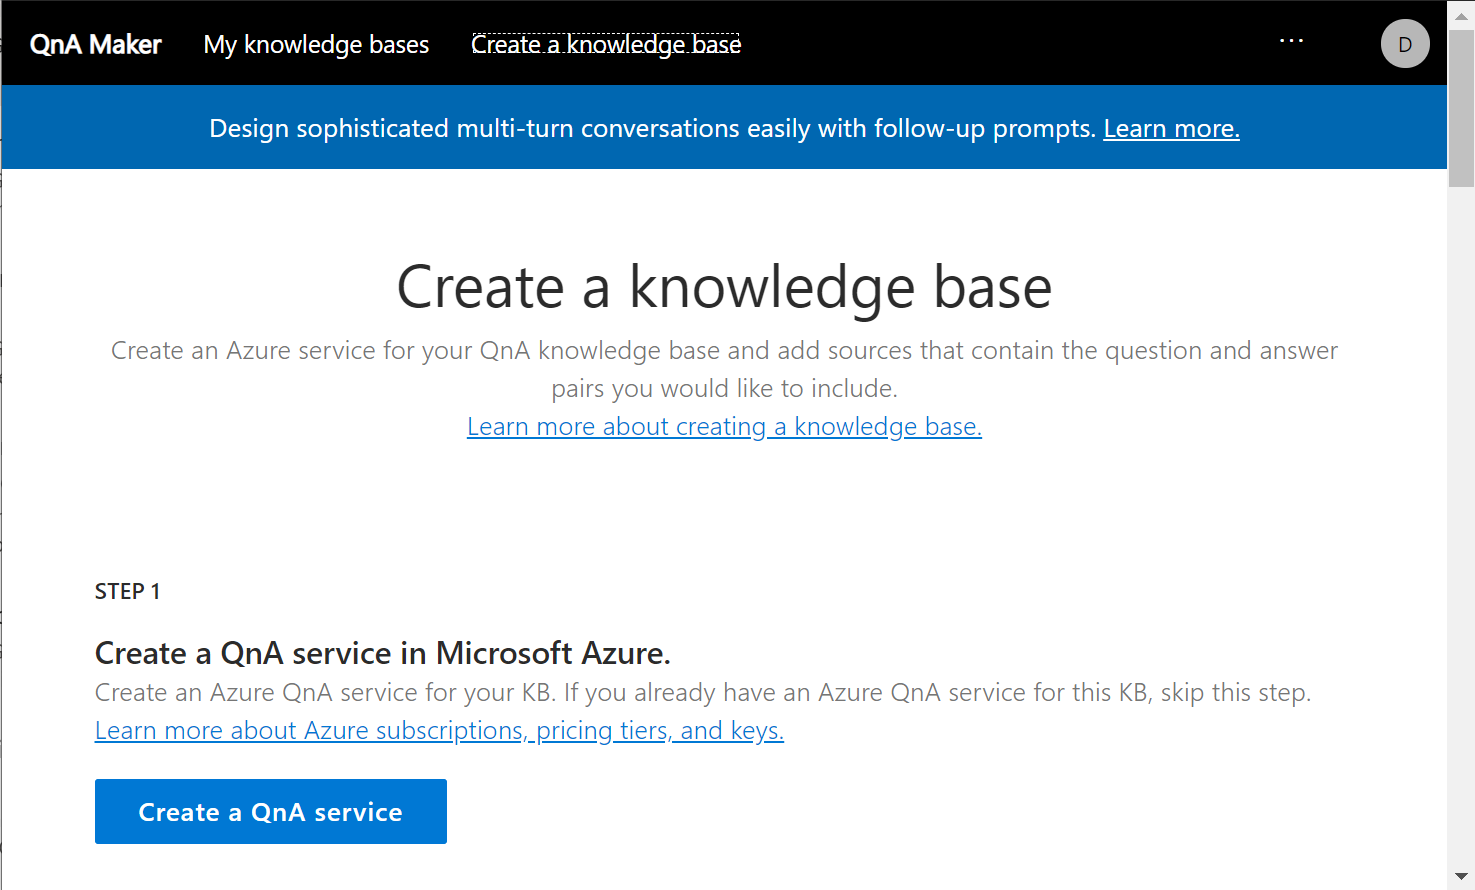 QnA Maker My knowledge bases Create a knowledge base ... D
Design sophisticated multi-turn conversations easily with follow-up prompts. Learn more.
Create a knowledge base
Create an Azure service for your QnA knowledge base and add sources that contain the question and answer
pairs you would like to include.
Learn more about creating a knowledge base.
STEP 1
Create a QnA service in Microsoft Azure.
Create an Azure QnA service for your KB. If you already have an Azure QnA service for this KB, skip this step.
Learn more about Azure subscriptions, pricing tiers, and keys.
Create a QnA service